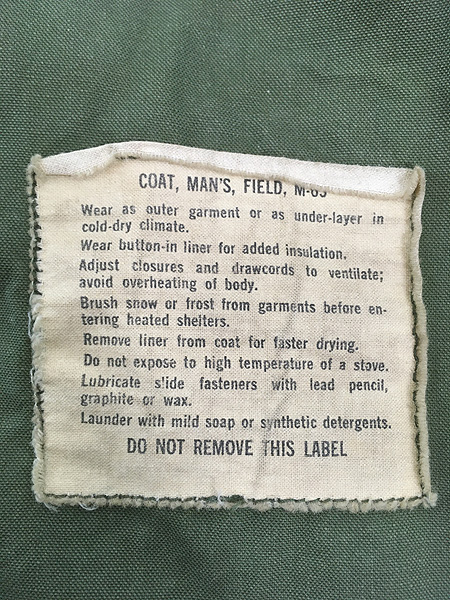 COAT, MAN'S, FIELD, M-65
Wear as outer garment or as under-layer in
cold-dry climate.
Wear button-in liner for added insulation.
Adjust closures and drawcords to ventilate;
avoid overheating of body.
Brush snow or frost from garments before en-
tering heated shelters.
Remove liner from coat for faster drying.
Do not expose to high temperature of a stove.
Lubricate slide fasteners with lead pencil,
graphite or wax.
Launder with mild soap or synthetic detergents.
DO NOT REMOVE THIS LABEL